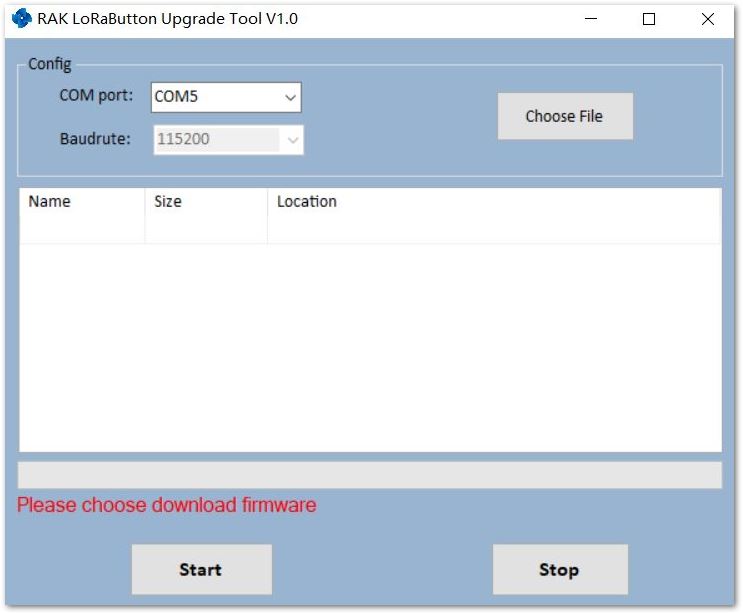 RAK LoRaButton Upgrade Tool V1.0
Config
COM port: COM5
Choose File
Baudrute: 115200
Name Size Location
Please choose download firmware
Start Stop